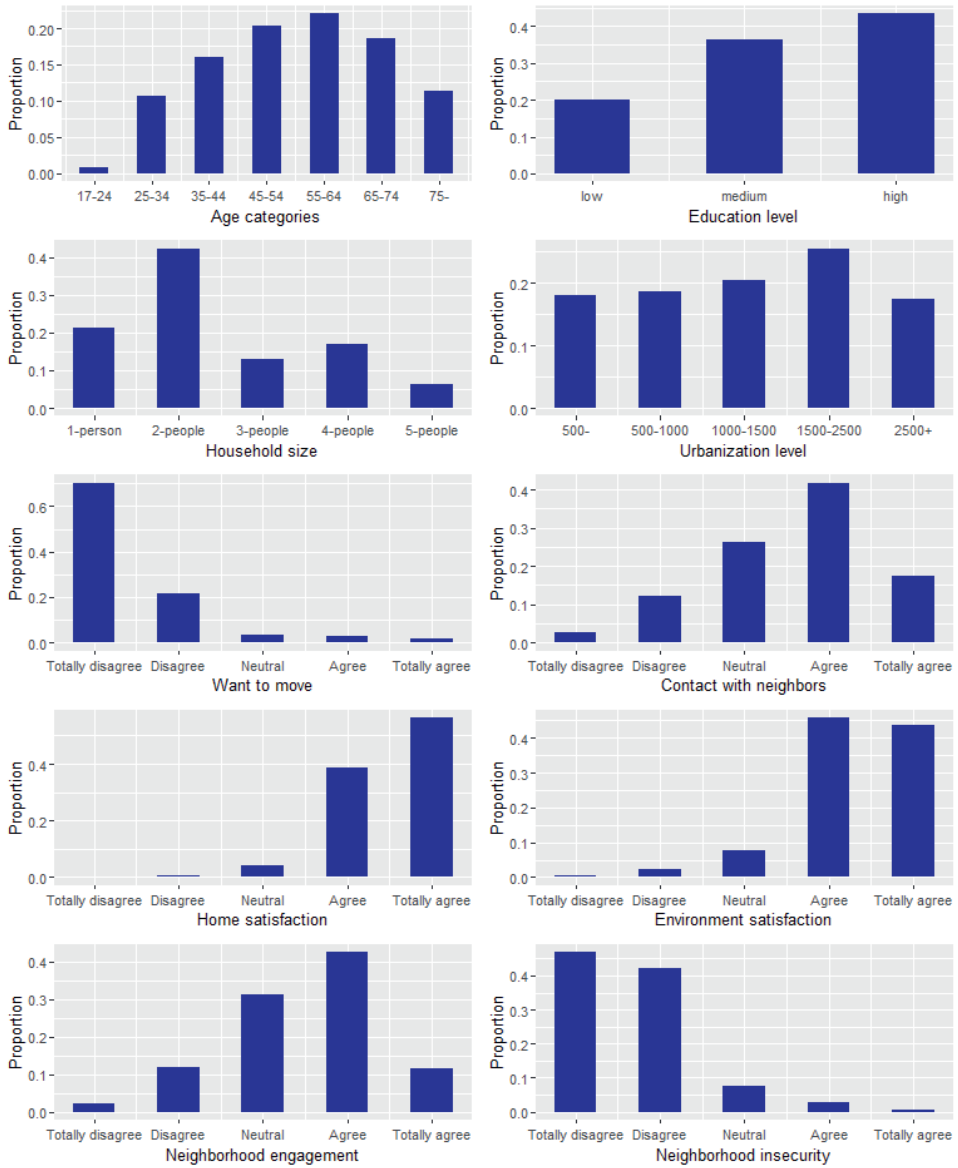 Proportion
0.20
0.15
0.10
0.05
0.00
17-24 25-34 35-44 45-54 55-64 65-74 75-
Age categories
Proportion
0.4
0.3
0.2
0.1
0.0
low medium high
Education level
Proportion
0.4
0.3
0.2
0.1
0.0
1-person 2-people 3-people 4-people 5-people
Household size
Proportion
0.2
0.1
0.0
500- 500-1000 1000-1500 1500-2500 2500+
Urbanization level
Proportion
0.6
0.4
0.2
0.0
Totally disagree Disagree Neutral Agree Totally agree
Want to move
Proportion
0.4
0.3
0.2
0.1
0.0
Totally disagree Disagree Neutral Agree Totally agree
Contact with neighbors
Proportion
0.4
0.2
0.0
Totally disagree Disagree Neutral Agree Totally agree
Home satisfaction
Proportion
0.4
0.3
0.2
0.1
0.0
Totally disagree Disagree Neutral Agree Totally agree
Environment satisfaction
Proportion
0.4
0.3
0.2
0.1
0.0
Totally disagree Disagree Neutral Agree Totally agree
Neighborhood engagement
Proportion
0.4
0.3
0.2
0.1
0.0
Totally disagree Disagree Neutral Agree Totally agree
Neighborhood insecurity